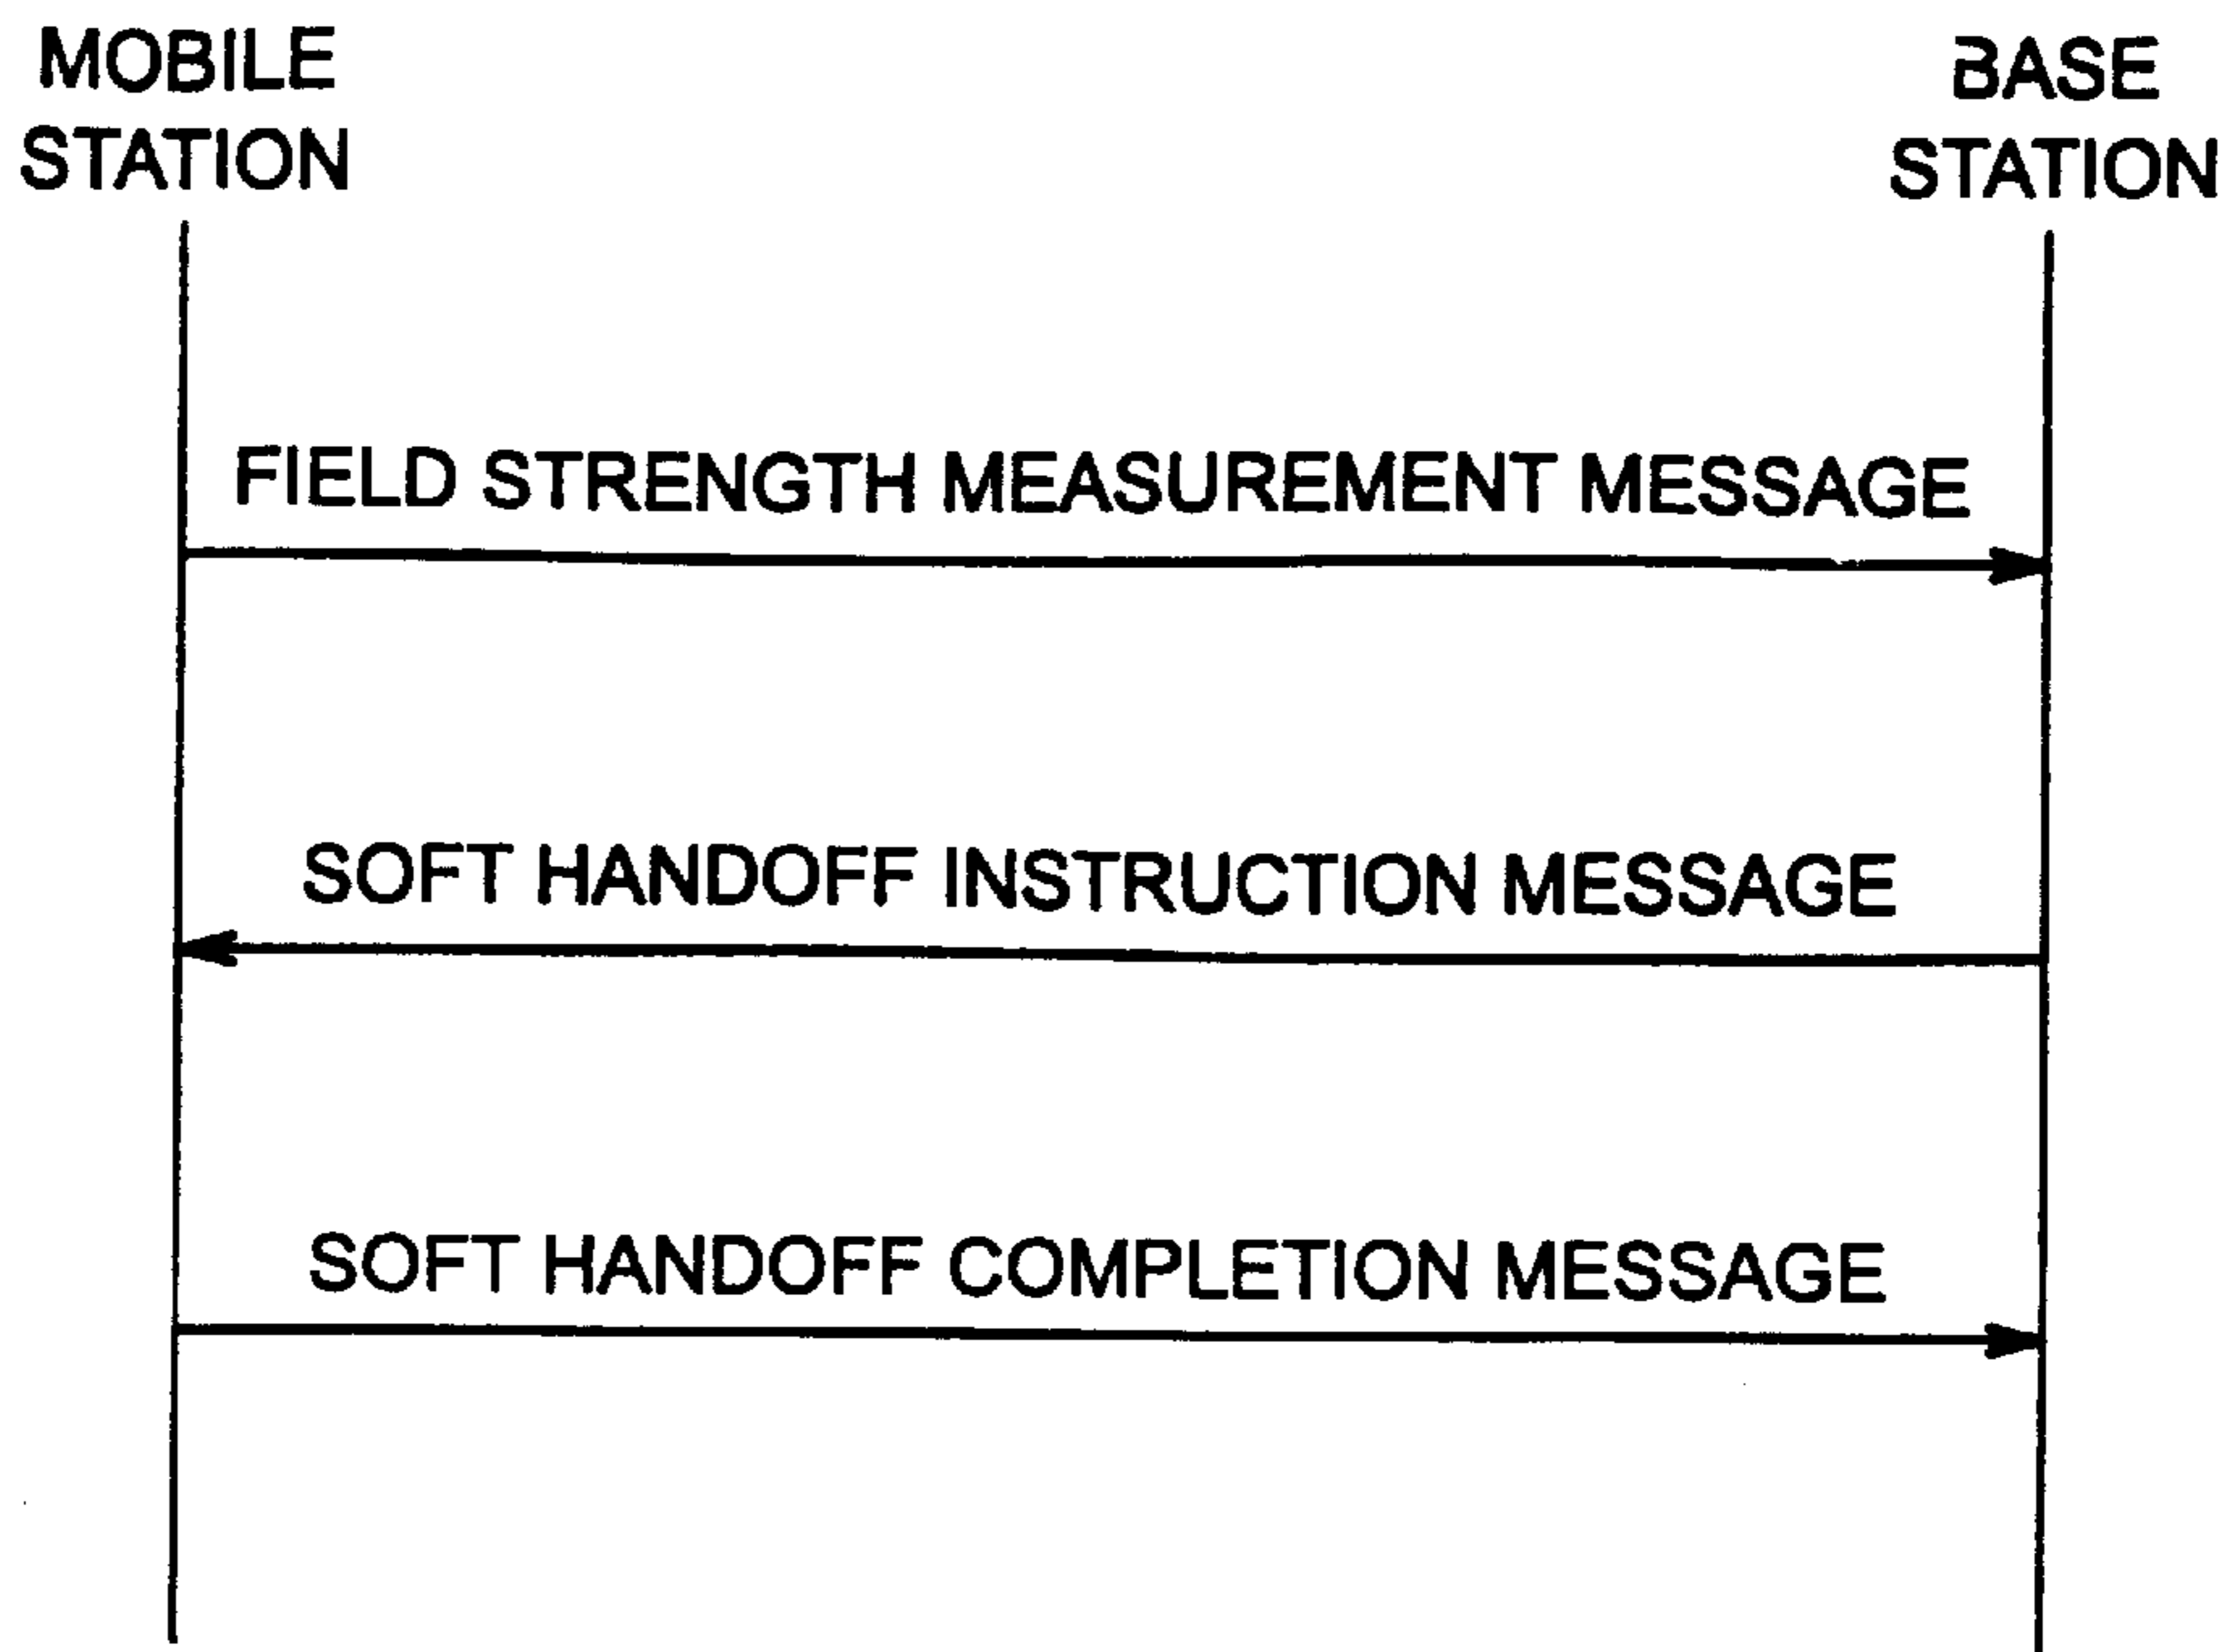 MOBILE
STATION
BASE
STATION
FIELD STRENGTH MEASUREMENT MESSAGE
SOFT HANDOFF INSTRUCTION MESSAGE
SOFT HANDOFF COMPLETION MESSAGE